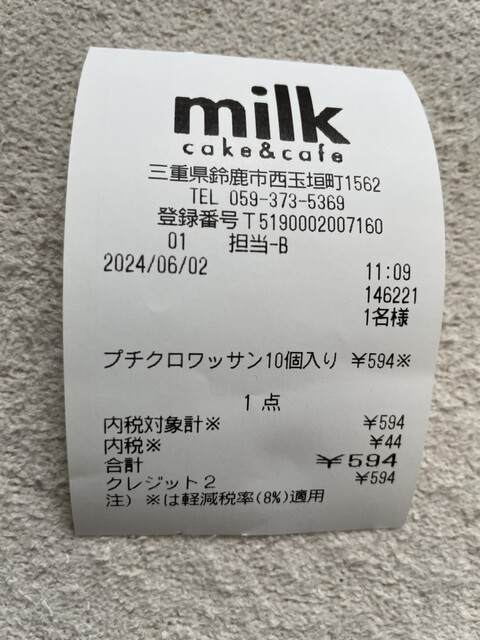 milk
cake&cafe
三重県鈴鹿市西玉垣町1562
TEL 059-373-5369
登録番号T5190002007160
01 担当-B
2024/06/02 11:09
146221
1名様
プチクロワッサン10個入り ¥594※
1点
内税対象計※ ¥594
内税※ ¥44
合計 ¥594
クレジット2 ¥594
注）※は軽減税率(8%)適用